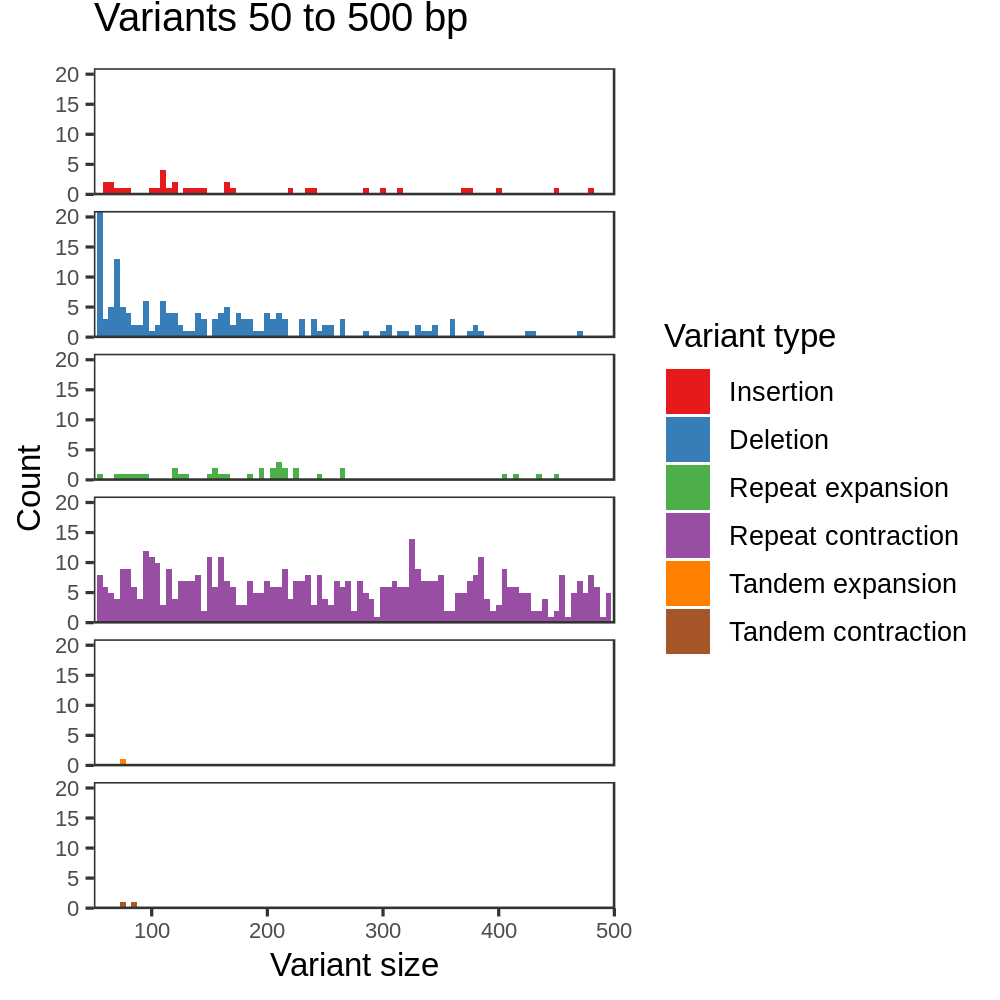 Variants 50 to 500 bp
20
15
10
5
0
20
15
10
5
0
20
15
10
5
0
20
15
10
5
0
20
15
10
5
0
20
15
10
5
0
Count
100 200 300 400 500
Variant size
Variant type
Insertion
Deletion
Repeat expansion
Repeat contraction
Tandem expansion
Tandem contraction